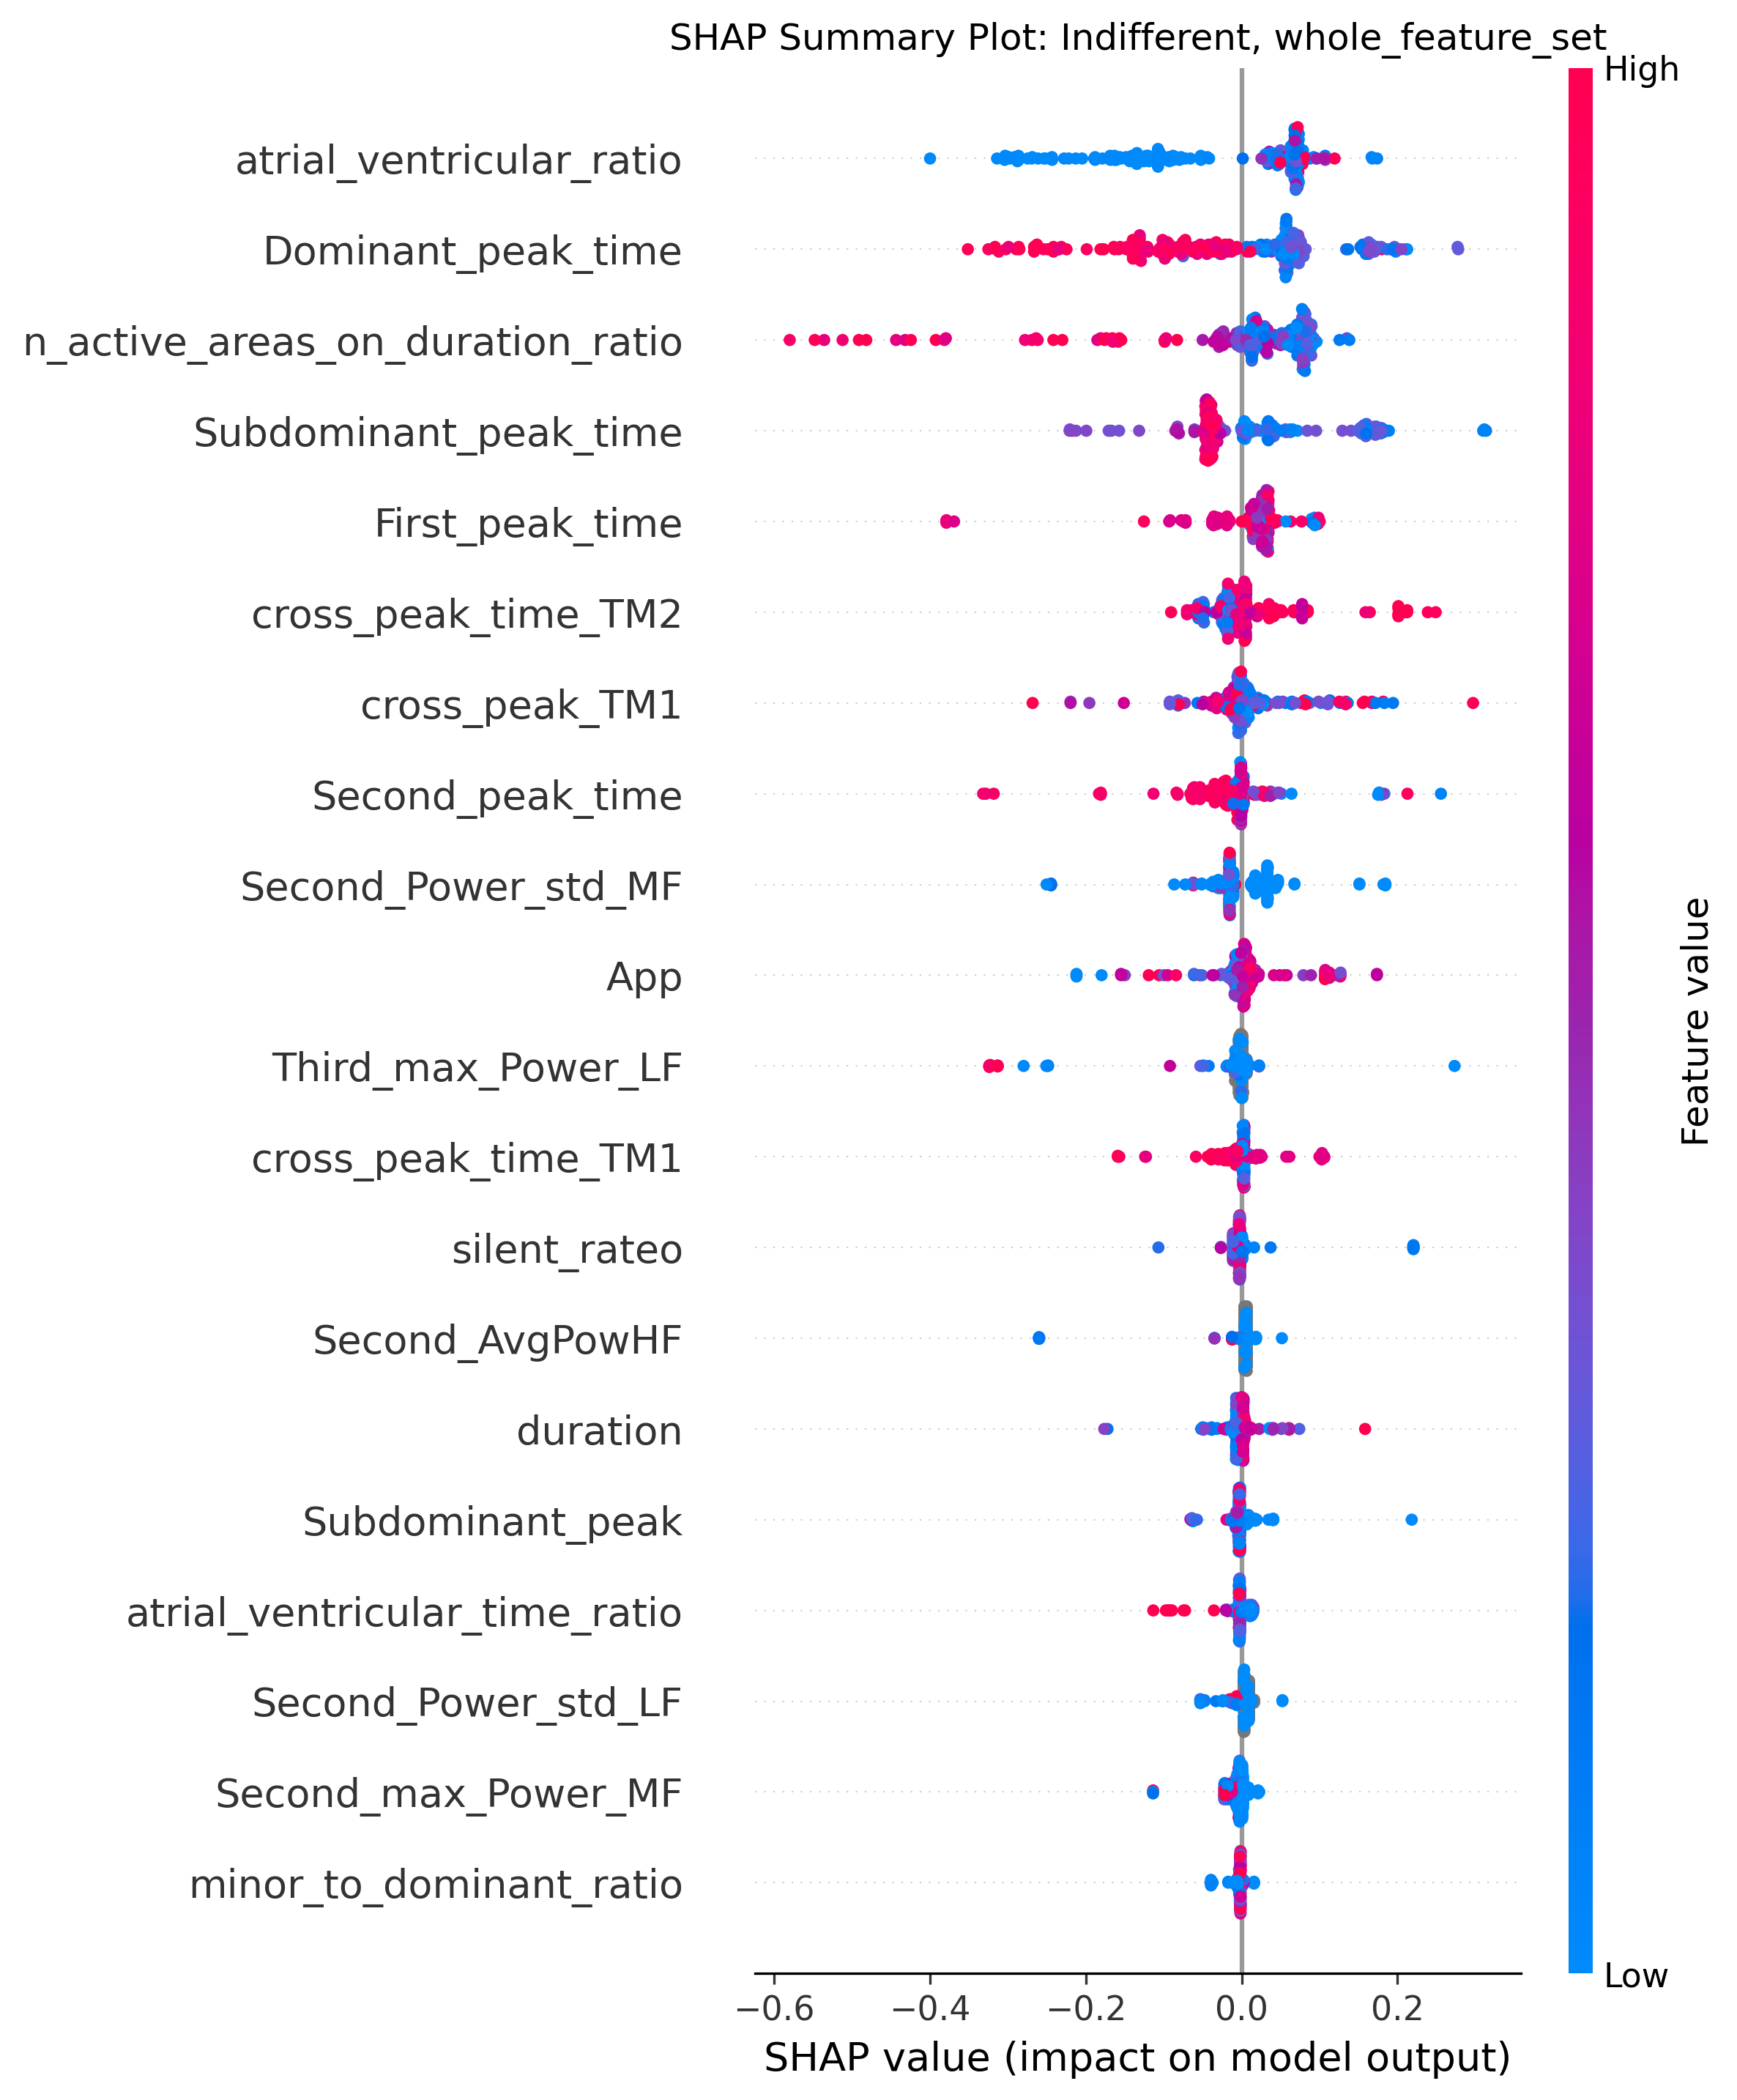 SHAP Summary Plot: Indifferent, whole_feature_set
High
atrial_ventricular_ratio
Dominant_peak_time
n_active_areas_on_duration_ratio
Subdominant_peak_time
First_peak_time
cross_peak_time_TM2
cross_peak_TM1
Second_peak_time
Second_Power_std_MF
App
Third_max_Power_LF
cross_peak_time_TM1
silent_rateo
Second_AvgPowHF
duration
Subdominant_peak
atrial_ventricular_time_ratio
Second_Power_std_LF
Second_max_Power_MF
minor_to_dominant_ratio
Feature value
Low
−0.6 −0.4 −0.2 0.0 0.2
SHAP value (impact on model output)